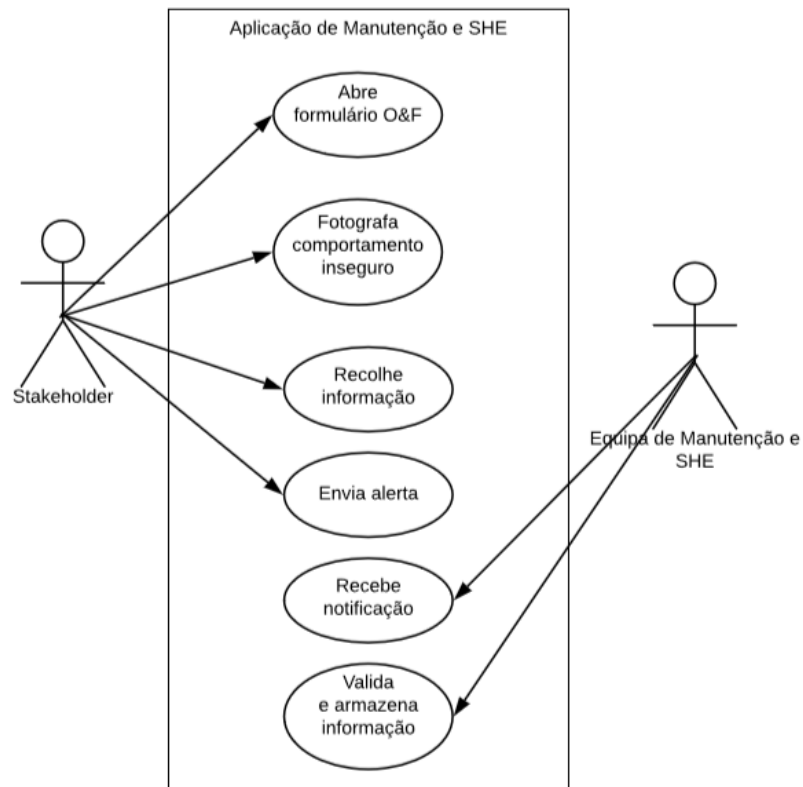 Aplicação de Manutenção e SHE
Abre
formulário O&F
Fotografa
comportamento
inseguro
Stakeholder
Recolhe
informação
Equipa de Manutenção e
SHE
Envia alerta
Recebe
notificação
Valida
e armazena
informação